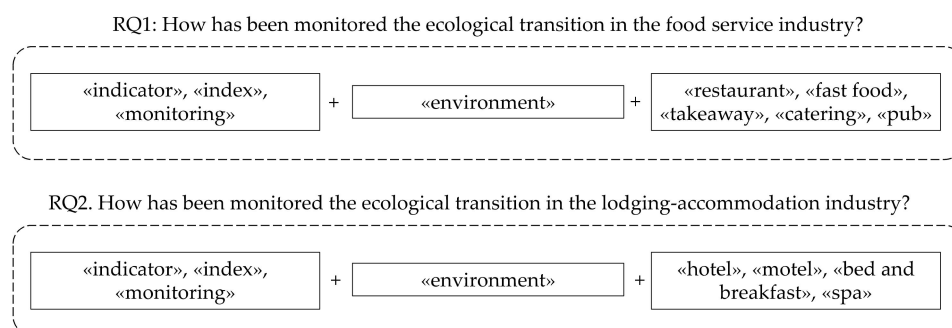 RQ1: How has been monitored the ecological transition in the food service industry?
«indicator», «index»,
«monitoring»
+
«environment»
+
«restaurant», «fast food»,
«takeaway», «catering», «pub»
RQ2. How has been monitored the ecological transition in the lodging-accommodation industry?
«indicator», «index»,
«monitoring»
+
«environment»
+
«hotel», «motel», «bed and
breakfast», «spa»